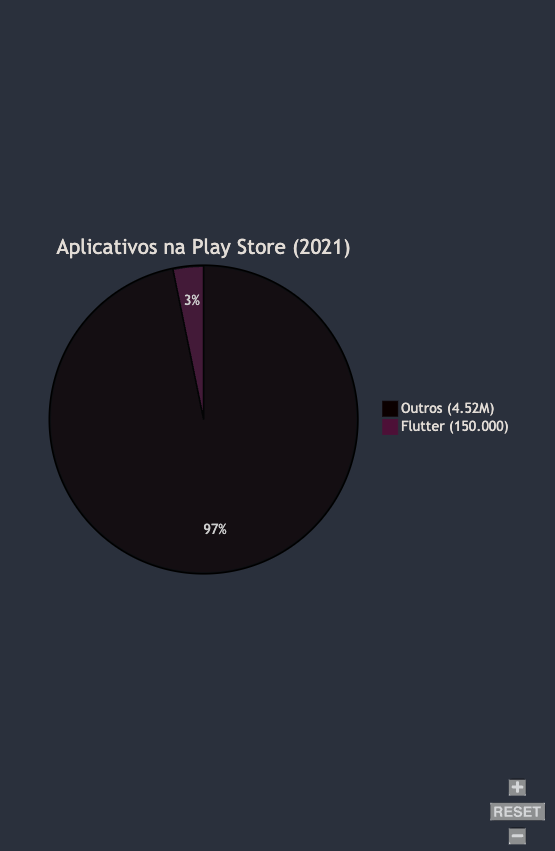 Aplicativos na Play Store (2021)
3%
Outros (4.52M)
Flutter (150.000)
97%
+
RESET
−